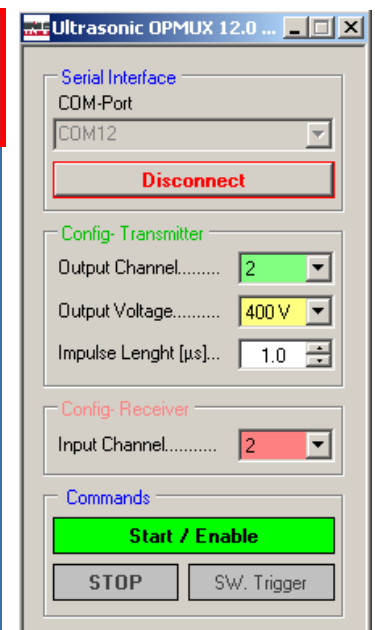 Ultrasonic OPMUX 12.0 ...
Serial Interface
COM-Port
COM12
Disconnect
Config- Transmitter
Output Channel......... 2
Output Voltage.......... 400 V
Impulse Lenght [µs]... 1.0
Config- Receiver
Input Channel........... 2
Commands
Start / Enable
STOP SW. Trigger